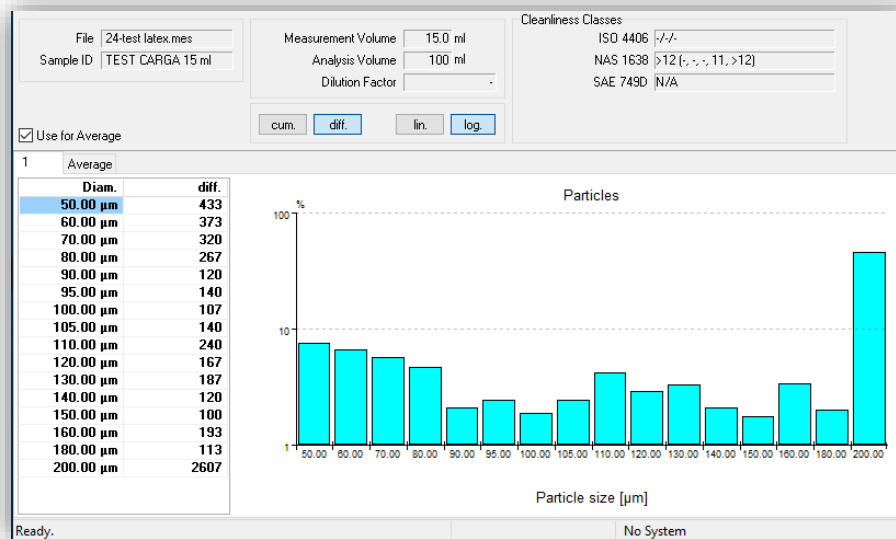 Cleanliness Classes
File 24-test latex.mes
Sample ID TEST CARGA 15 ml
Measurement Volume 15.0 ml
Analysis Volume 100 ml
Dilution Factor -
ISO 4406 -/-/-
NAS 1638 >12 (-, -, -, 11, >12)
SAE 749D N/A
cum. diff. lin. log.
Use for Average
1 Average
Diam. diff.
50.00 µm 433
60.00 µm 373
70.00 µm 320
80.00 µm 267
90.00 µm 120
95.00 µm 140
100.00 µm 107
105.00 µm 140
110.00 µm 240
120.00 µm 167
130.00 µm 187
140.00 µm 120
150.00 µm 100
160.00 µm 193
180.00 µm 113
200.00 µm 2607
Particles
%
100
10
1
50.00 60.00 70.00 80.00 90.00 95.00 100.00 105.00 110.00 120.00 130.00 140.00 150.00 160.00 180.00 200.00
Particle size [µm]
Ready. No System